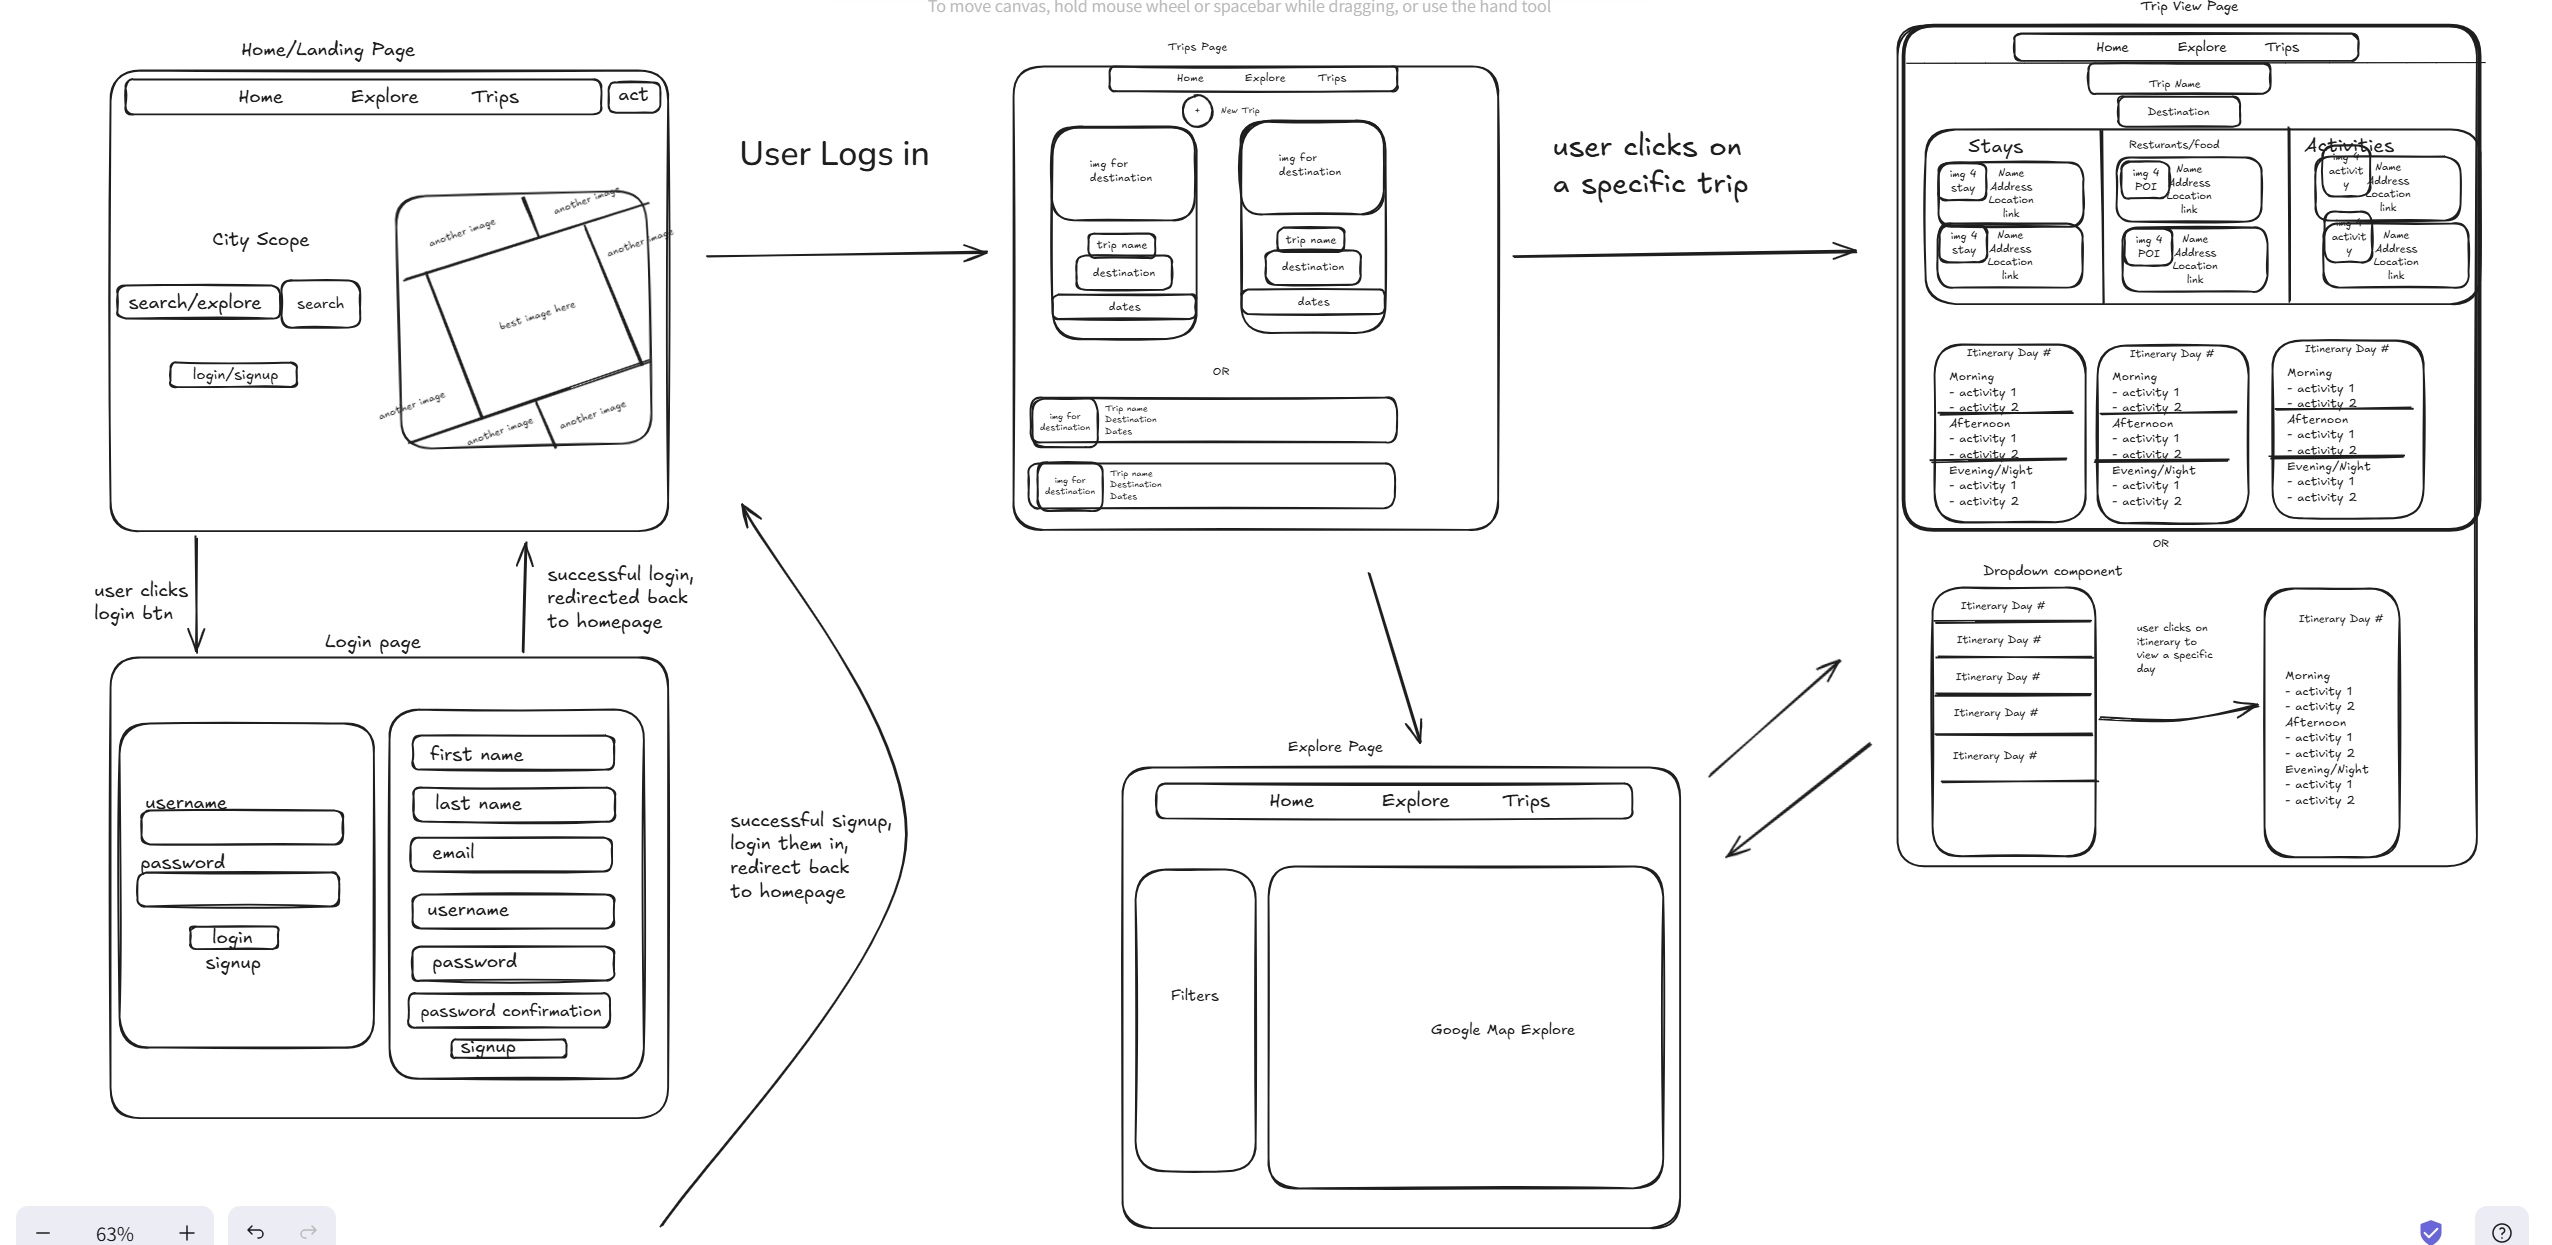 To move canvas, hold mouse wheel or spacebar while dragging, or use the hand tool
Home/Landing Page
Home Explore Trips
act
another image
another image
another image
City Scope
search/explore
search
best image here
login/signup
another image
another image
another image
User Logs in
user clicks
login btn
successful login,
redirected back
to homepage
Login page
username
password
login
signup
first name
last name
email
username
password
password confirmation
signup
successful signup,
login them in,
redirect back
to homepage
Trips Page
Home Explore Trips
+
New Trip
img for
destination
trip name
destination
dates
img for
destination
trip name
destination
dates
OR
img for
destination
Trip name
Destination
Dates
img for
destination
Trip name
Destination
Dates
user clicks on
a specific trip
Explore Page
Home Explore Trips
Filters
Google Map Explore
Trip View Page
Home Explore Trips
Trip Name
Destination
Stays
img 4
stay
Name
Address
Location
link
img 4
stay
Name
Address
Location
link
Resturants/food
img 4
POI
Name
Address
Location
link
img 4
POI
Name
Address
Location
link
Activities
img 4
activit
y
Name
Address
Location
link
img 4
activit
y
Name
Address
Location
link
Itinerary Day #
Morning
- activity 1
- activity 2
Afternoon
- activity 1
- activity 2
Evening/Night
- activity 1
- activity 2
Itinerary Day #
Morning
- activity 1
- activity 2
Afternoon
- activity 1
- activity 2
Evening/Night
- activity 1
- activity 2
Itinerary Day #
Morning
- activity 1
- activity 2
Afternoon
- activity 1
- activity 2
Evening/Night
- activity 1
- activity 2
OR
Dropdown component
Itinerary Day #
Itinerary Day #
Itinerary Day #
Itinerary Day #
Itinerary Day #
user clicks on
itinerary to
view a specific
day
Itinerary Day #
Morning
- activity 1
- activity 2
Afternoon
- activity 1
- activity 2
Evening/Night
- activity 1
- activity 2
63%